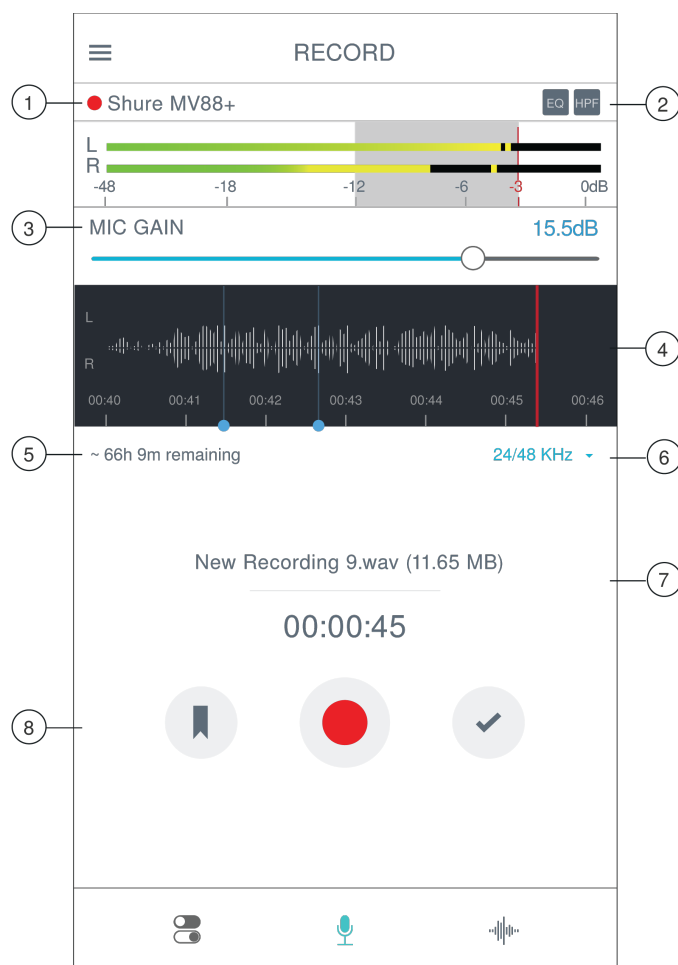 RECORD
1
Shure MV88+
EQ HPF
2
L
R
-48 -18 -12 -6 -3 0dB
3
MIC GAIN 15.5dB
L
4
R
00:40 00:41 00:42 00:43 00:44 00:45 00:46
5
~ 66h 9m remaining
24/48 KHz
6
New Recording 9.wav (11.65 MB)
7
00:00:45
8